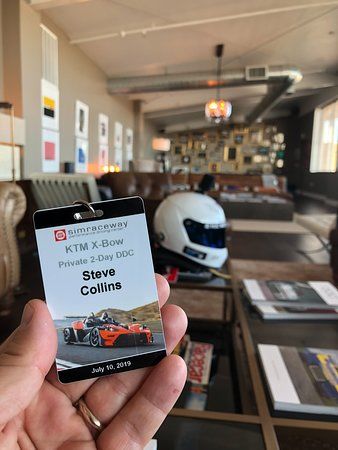 simraceway
performance driving center
KTM X-Bow
Private 2-Day DDC
Steve
Collins
July 10, 2019